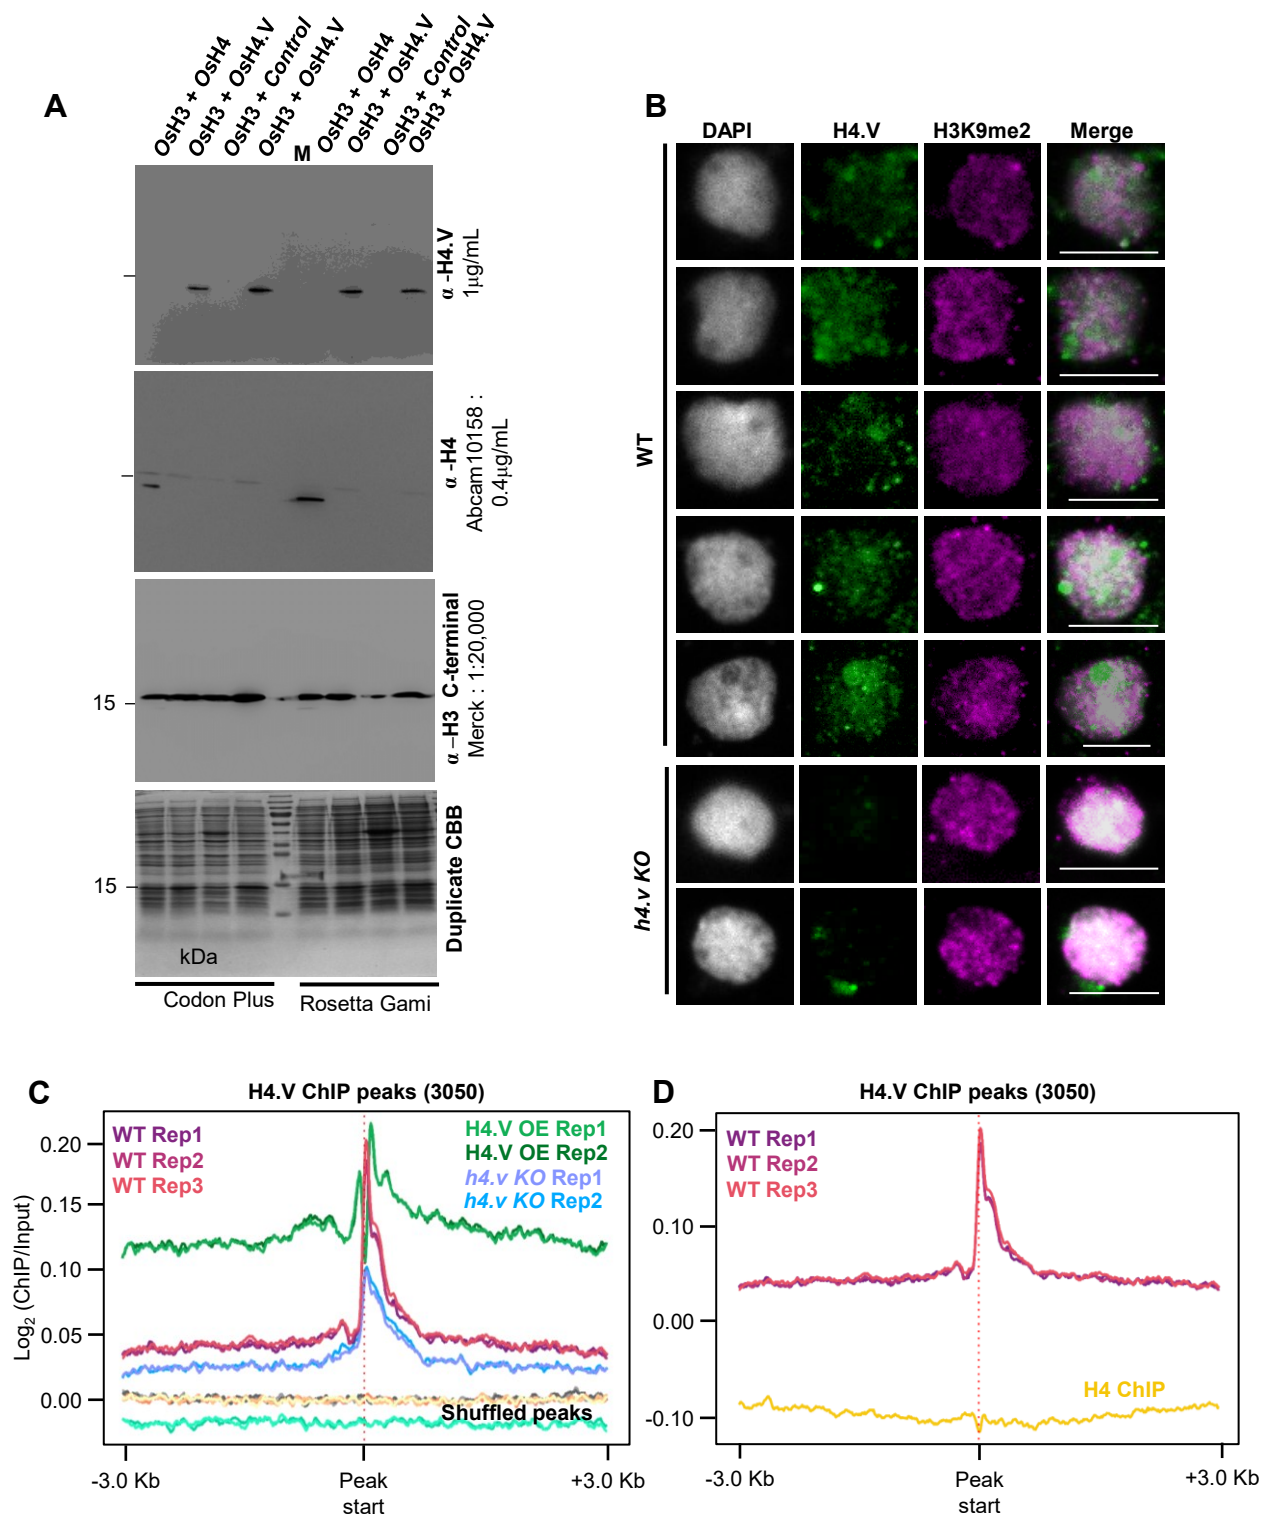 A
OsH3 + OsH4
OsH3 + OsH4.V
OsH3 + Control
OsH3 + OsH4.V
M
OsH3 + OsH4
OsH3 + OsH4.V
OsH3 + Control
OsH3 + OsH4.V
α -H4.V
1µg/mL
α -H4
Abcam10158 :
0.4µg/mL
15
α –H3 C-terminal
Merck : 1:20,000
15
kDa
Duplicate CBB
Codon Plus
Rosetta Gami
B
DAPI
H4.V
H3K9me2
Merge
WT
h4.v KO
C
H4.V ChIP peaks (3050)
WT Rep1
WT Rep2
WT Rep3
H4.V OE Rep1
H4.V OE Rep2
h4.v KO Rep1
h4.v KO Rep2
Log2 (ChIP/Input)
0.20
0.15
0.10
0.05
0.00
Shuffled peaks
-3.0 Kb
Peak
start
+3.0 Kb
D
H4.V ChIP peaks (3050)
WT Rep1
WT Rep2
WT Rep3
0.20
0.10
0.00
-0.10
H4 ChIP
-3.0 Kb
Peak
start
+3.0 Kb